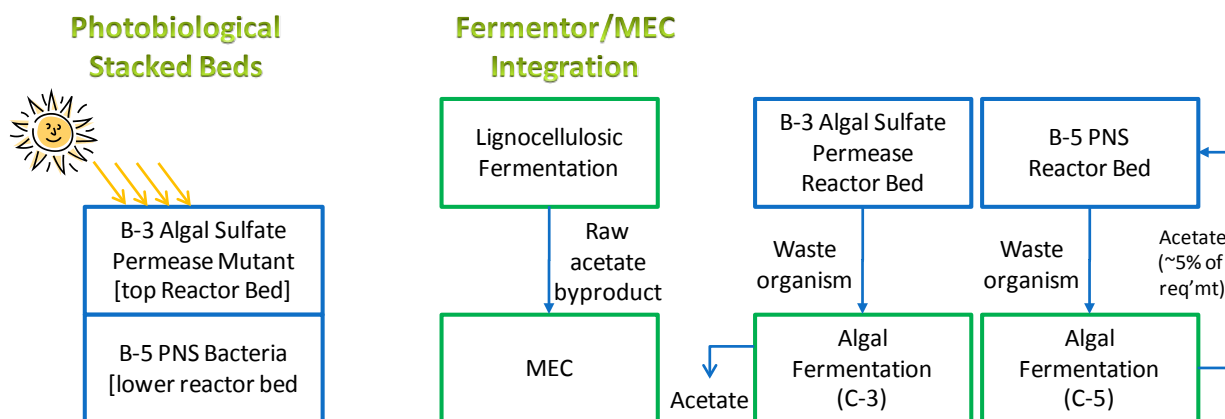 Photobiological
Stacked Beds
B-3 Algal Sulfate
Permease Mutant
[top Reactor Bed]
B-5 PNS Bacteria
[lower reactor bed
Fermentor/MEC
Integration
Lignocellulosic
Fermentation
Raw
acetate
byproduct
MEC
B-3 Algal Sulfate
Permease
Reactor Bed
Waste
organism
Algal
Fermentation
(C-3)
Acetate
B-5 PNS
Reactor Bed
Waste
organism
Algal
Fermentation
(C-5)
Acetate
(~5% of
req'mt)